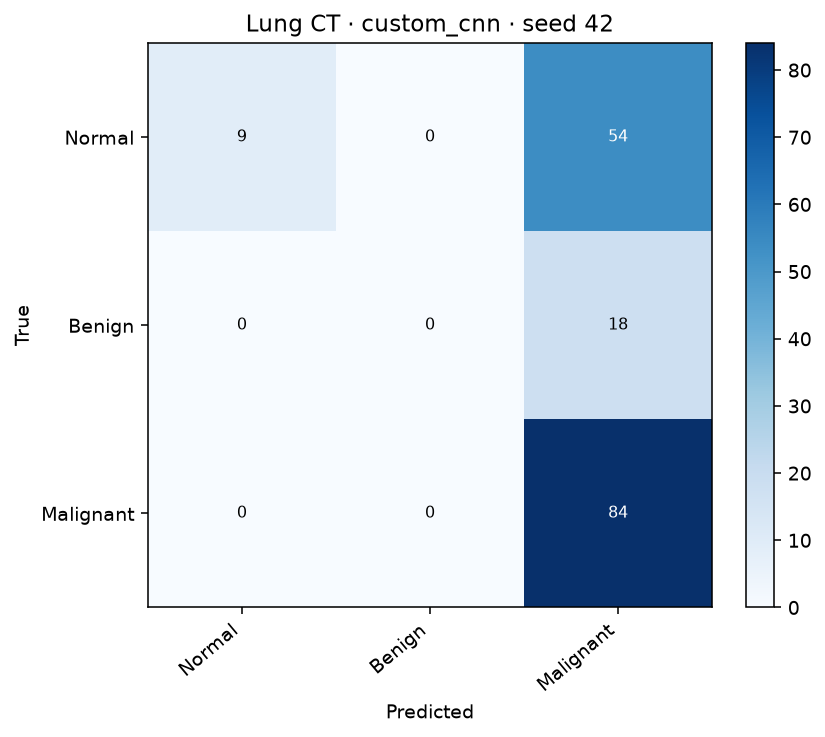 Lung CT · custom_cnn · seed 42
Normal 9 0 54
Benign 0 0 18
Malignant 0 0 84
True
Normal Benign Malignant
Predicted
80
70
60
50
40
30
20
10
0